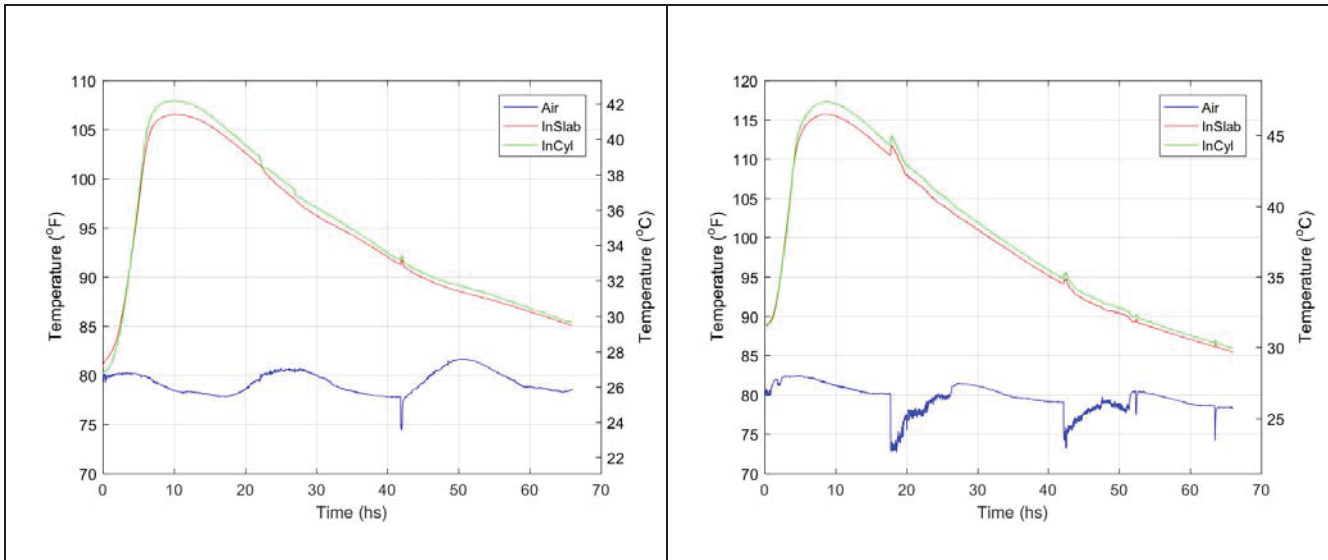 110
105
100
95
90
85
80
75
70
Temperature (°F)
42
40
38
36
34
32
30
28
26
24
22
Temperature (°C)
Air
InSlab
InCyl
0 10 20 30 40 50 60 70
Time (hs)
120
115
110
105
100
95
90
85
80
75
70
Temperature (°F)
45
40
35
30
25
Temperature (°C)
Air
InSlab
InCyl
0 10 20 30 40 50 60 70
Time (hs)